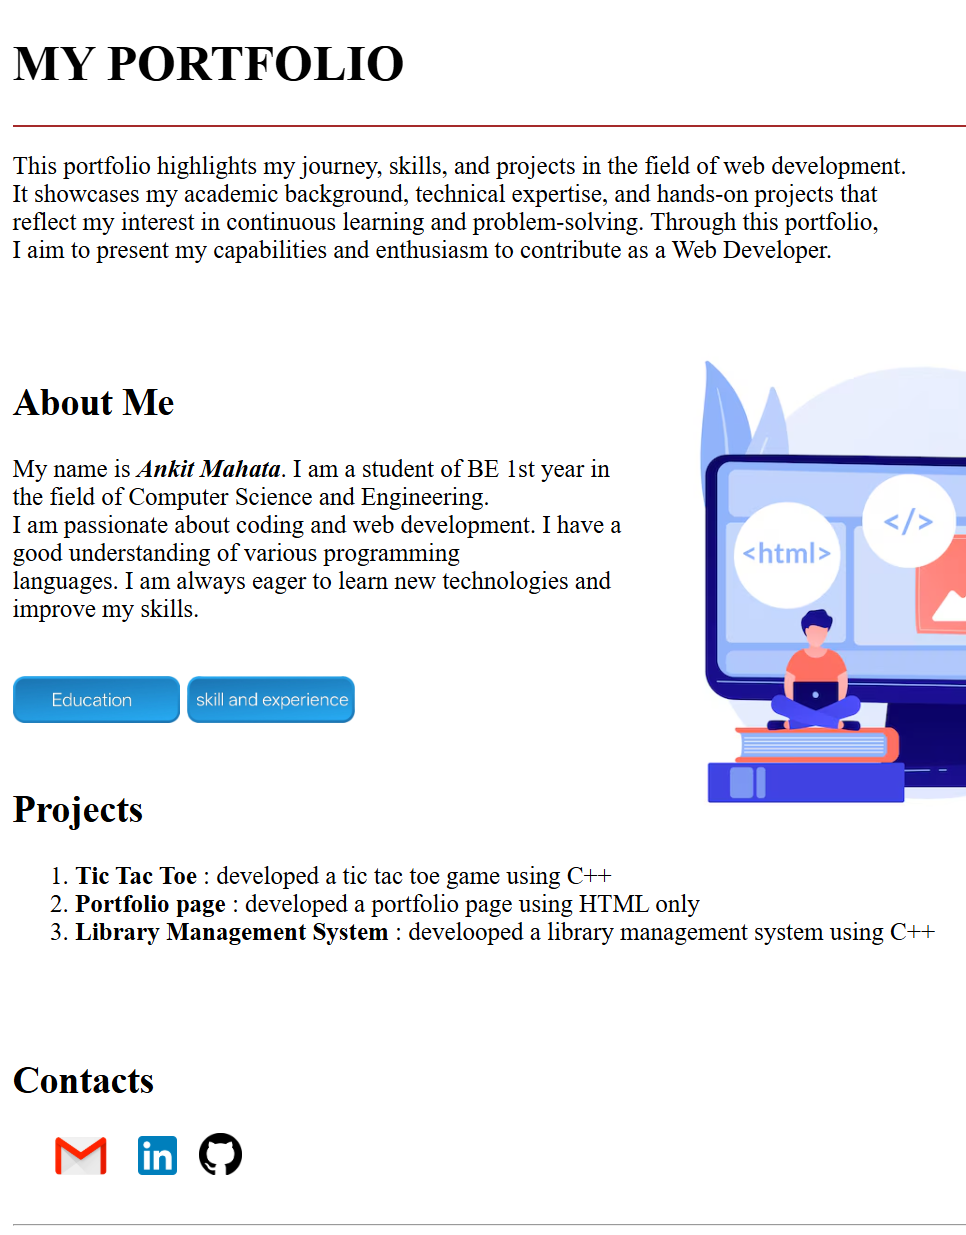 MY PORTFOLIO
This portfolio highlights my journey, skills, and projects in the field of web development.
It showcases my academic background, technical expertise, and hands-on projects that
reflect my interest in continuous learning and problem-solving. Through this portfolio,
I aim to present my capabilities and enthusiasm to contribute as a Web Developer.
About Me
My name is Ankit Mahata. I am a student of BE 1st year in
the field of Computer Science and Engineering.
I am passionate about coding and web development. I have a
good understanding of various programming
languages. I am always eager to learn new technologies and
improve my skills.
</>
<html>
Education
skill and experience
Projects
1. Tic Tac Toe : developed a tic tac toe game using C++
2. Portfolio page : developed a portfolio page using HTML only
3. Library Management System : develooped a library management system using C++
Contacts
in